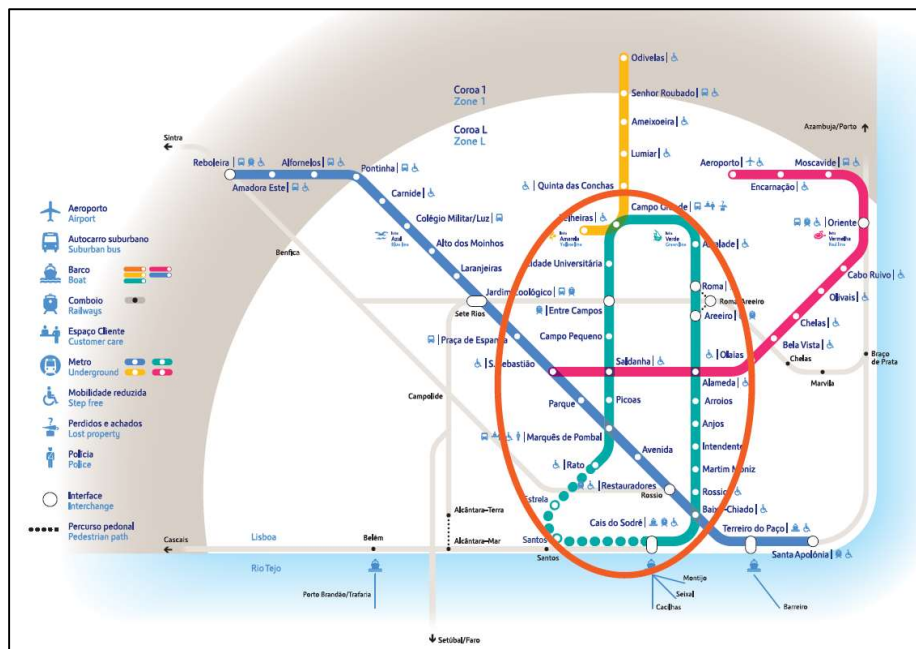 Odivelas
Senhor Roubado
Ameixoeira
Lumiar
Quinta das Conchas
Coroa 1
Zone 1
Coroa L
Zone L
Azambuja/Porto
Sintra
Reboleira
Alfornelos
Pontinha
Amadora Este
Carnide
Aeroporto
Moscavide
Encarnação
Campo Grande
Colégio Militar/Luz
Oriente
Alto dos Moinhos
Azul
Amarela
Verde
Vermelha
Benfica
Laranjeiras
Cidade Universitária
Cabo Ruivo
Jardim Zoológico
Roma
Roma-Areeiro
Olivais
Sete Rios
Entre Campos
Areeiro
Chelas
Praça de Espanha
Campo Pequeno
Bela Vista
S.Sebastião
Saldanha
Olaias
Chelas
Braço
de Prata
Marvila
Alameda
Campolide
Parque
Picoas
Arroios
Anjos
Marquês de Pombal
Avenida
Intendente
Rato
Martim Moniz
Restauradores
Rossio
Rossio
Estrela
Baixa-Chiado
Alcântara-Terra
Cais do Sodré
Terreiro do Paço
Santos
Alcântara-Mar
Santos
Santa Apolónia
Cascais
Lisboa
Belém
Rio Tejo
Porto Brandão/Trafaria
Montijo
Seixal
Cacilhas
Barreiro
Setúbal/Faro
Aeroporto
Airport
Autocarro suburbano
Suburban bus
Barco
Boat
Comboio
Railways
Espaço Cliente
Customer care
Metro
Underground
Mobilidade reduzida
Step free
Perdidos e achados
Lost property
Polícia
Police
Interface
Interchange
Percurso pedonal
Pedestrian path